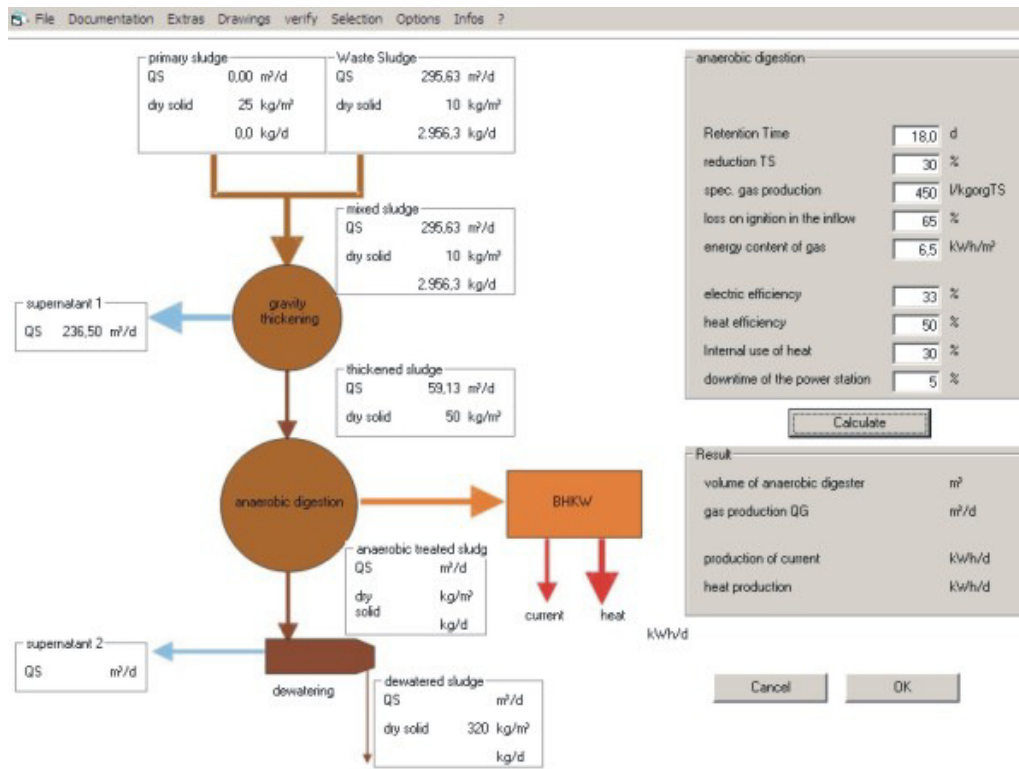 File Documentation Extras Drawings verify Selection Options Infos ?
primary sludge
QS 0,00 m³/d
dry solid 25 kg/m³
0,0 kg/d
Waste Sludge
QS 295,63 m³/d
dry solid 10 kg/m³
2.956,3 kg/d
mixed sludge
QS 295,63 m³/d
dry solid 10 kg/m³
2.956,3 kg/d
gravity
thickening
supernatant 1
QS 236,50 m³/d
thickened sludge
QS 59,13 m³/d
dry solid 50 kg/m³
anaerobic digestion
BHKW
current heat
kWh/d
anaerobic treated sludg
QS m³/d
dry kg/m³
solid
kg/d
supernatant 2
QS m³/d
dewatering
dewatered sludge
QS m³/d
dry solid 320 kg/m³
kg/d
anaerobic digestion
Retention Time 18,0 d
reduction TS 30 %
spec. gas production 450 l/kgorgTS
loss on ignition in the inflow 65 %
energy content of gas 6,5 kWh/m³
electric efficiency 33 %
heat efficiency 50 %
Internal use of heat 30 %
downtime of the power station 5 %
Calculate
Result
volume of anaerobic digester m³
gas production QG m³/d
production of current kWh/d
heat production kWh/d
Cancel OK